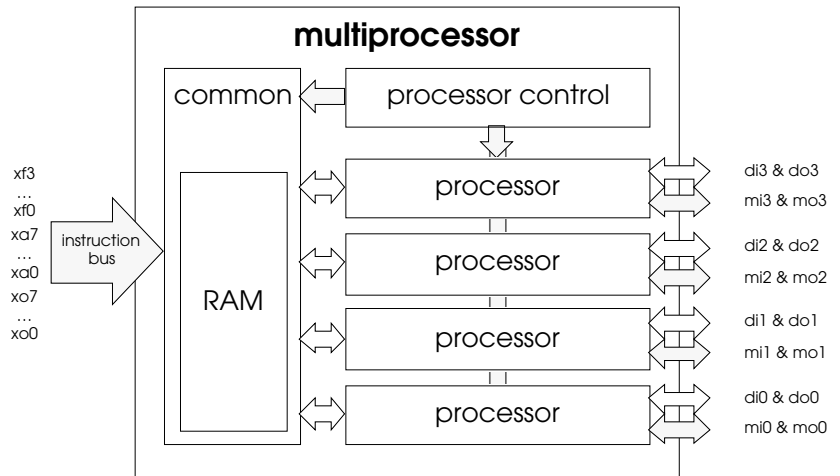 multiprocessor
common
processor control
xf3
...
xf0
xa7
...
xa0
xo7
...
xo0
instruction
bus
RAM
processor
processor
processor
processor
di3 & do3
mi3 & mo3
di2 & do2
mi2 & mo2
di1 & do1
mi1 & mo1
di0 & do0
mi0 & mo0